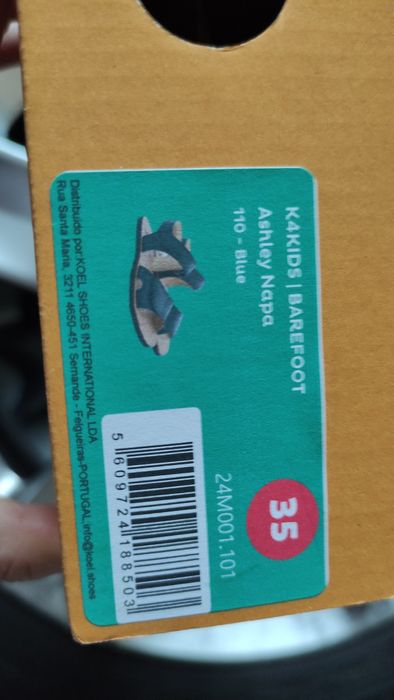 K4KIDS | BAREFOOT
Ashley Napa
110 - Blue
35
24M001.101
5 609724 188503
Distribuido por:KOEL SHOES INTERNATIONAL LDA
Rua Santa Maria, 3211 4650-451 Sernande - Felgueiras-PORTUGAL,info@koel.shoes